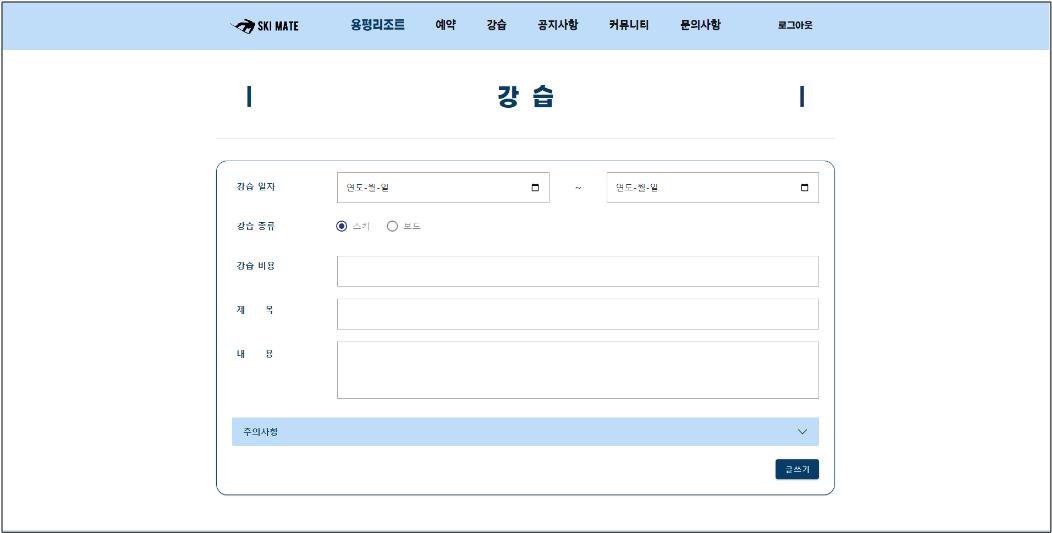 SKI MATE 용평리조트 예약 강습 공지사항 커뮤니티 문의사항 로그아웃
강 습
강습 일자 연도-월-일 ~ 연도-월-일
강습 종류 스키 보드
강습 비용
제 목
내 용
주의사항
글쓰기